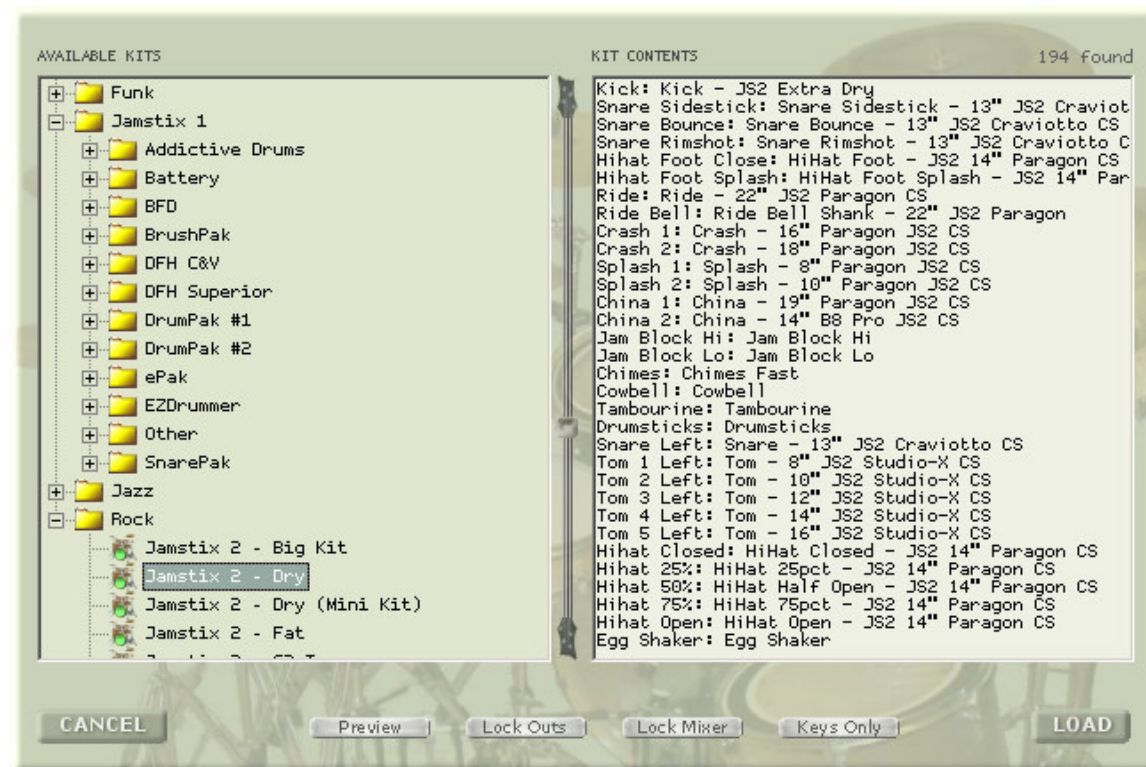 AVAILABLE KITS
Funk
Jamstix 1
Addictive Drums
Battery
BFD
BrushPak
DFH C&V
DFH Superior
DrumPak #1
DrumPak #2
ePak
EZDrummer
Other
SnarePak
Jazz
Rock
Jamstix 2 - Big Kit
Jamstix 2 - Dry
Jamstix 2 - Dry (Mini Kit)
Jamstix 2 - Fat
KIT CONTENTS
194 found
Kick: Kick - JS2 Extra Dry
Snare Sidestick: Snare Sidestick - 13" JS2 Craviot
Snare Bounce: Snare Bounce - 13" JS2 Craviotto CS
Snare Rimshot: Snare Rimshot - 13" JS2 Craviotto C
Hihat Foot Close: HiHat Foot - JS2 14" Paragon CS
Hihat Foot Splash: HiHat Foot Splash - JS2 14" Par
Ride: Ride - 22" JS2 Paragon CS
Ride Bell: Ride Bell Shank - 22" JS2 Paragon
Crash 1: Crash - 16" Paragon JS2 CS
Crash 2: Crash - 18" Paragon JS2 CS
Splash 1: Splash - 8" Paragon JS2 CS
Splash 2: Splash - 10" Paragon JS2 CS
China 1: China - 19" Paragon JS2 CS
China 2: China - 14" B8 Pro JS2 CS
Jam Block Hi: Jam Block Hi
Jam Block Lo: Jam Block Lo
Chimes: Chimes Fast
Cowbell: Cowbell
Tambourine: Tambourine
Drumsticks: Drumsticks
Snare Left: Snare - 13" JS2 Craviotto CS
Tom 1 Left: Tom - 8" JS2 Studio-X CS
Tom 2 Left: Tom - 10" JS2 Studio-X CS
Tom 3 Left: Tom - 12" JS2 Studio-X CS
Tom 4 Left: Tom - 14" JS2 Studio-X CS
Tom 5 Left: Tom - 16" JS2 Studio-X CS
Hihat Closed: HiHat Closed - JS2 14" Paragon CS
Hihat 25%: HiHat 25pct - JS2 14" Paragon CS
Hihat 50%: HiHat Half Open - JS2 14" Paragon CS
Hihat 75%: HiHat 75pct - JS2 14" Paragon CS
Hihat Open: HiHat Open - JS2 14" Paragon CS
Egg Shaker: Egg Shaker
CANCEL
Preview
Lock Outs
Lock Mixer
Keys Only
LOAD